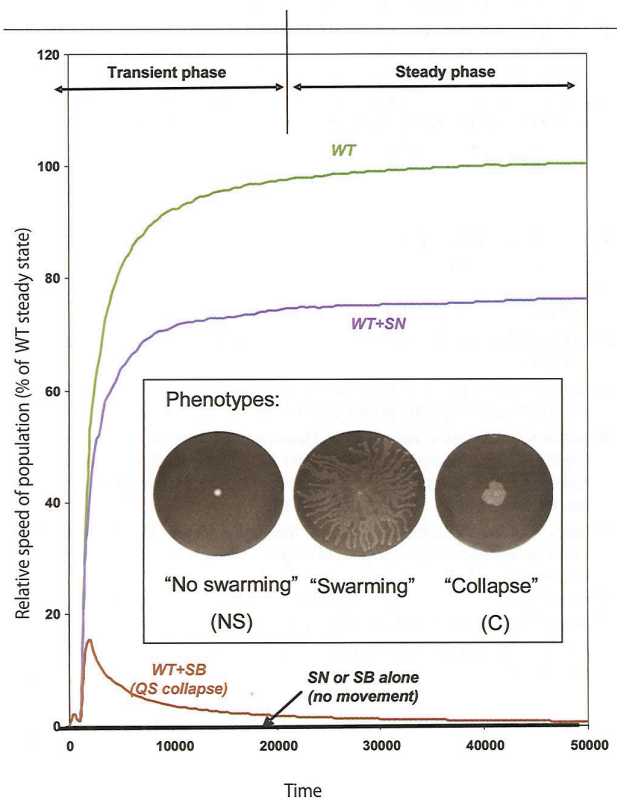 120
Transient phase
Steady phase
WT
100
80
WT+SN
60
40
20
0
Relative speed of population (% of WT steady state)
Phenotypes:
"No swarming" "Swarming" "Collapse"
(NS) (C)
WT+SB
(QS collapse)
SN or SB alone
(no movement)
0 10000 20000 30000 40000 50000
Time